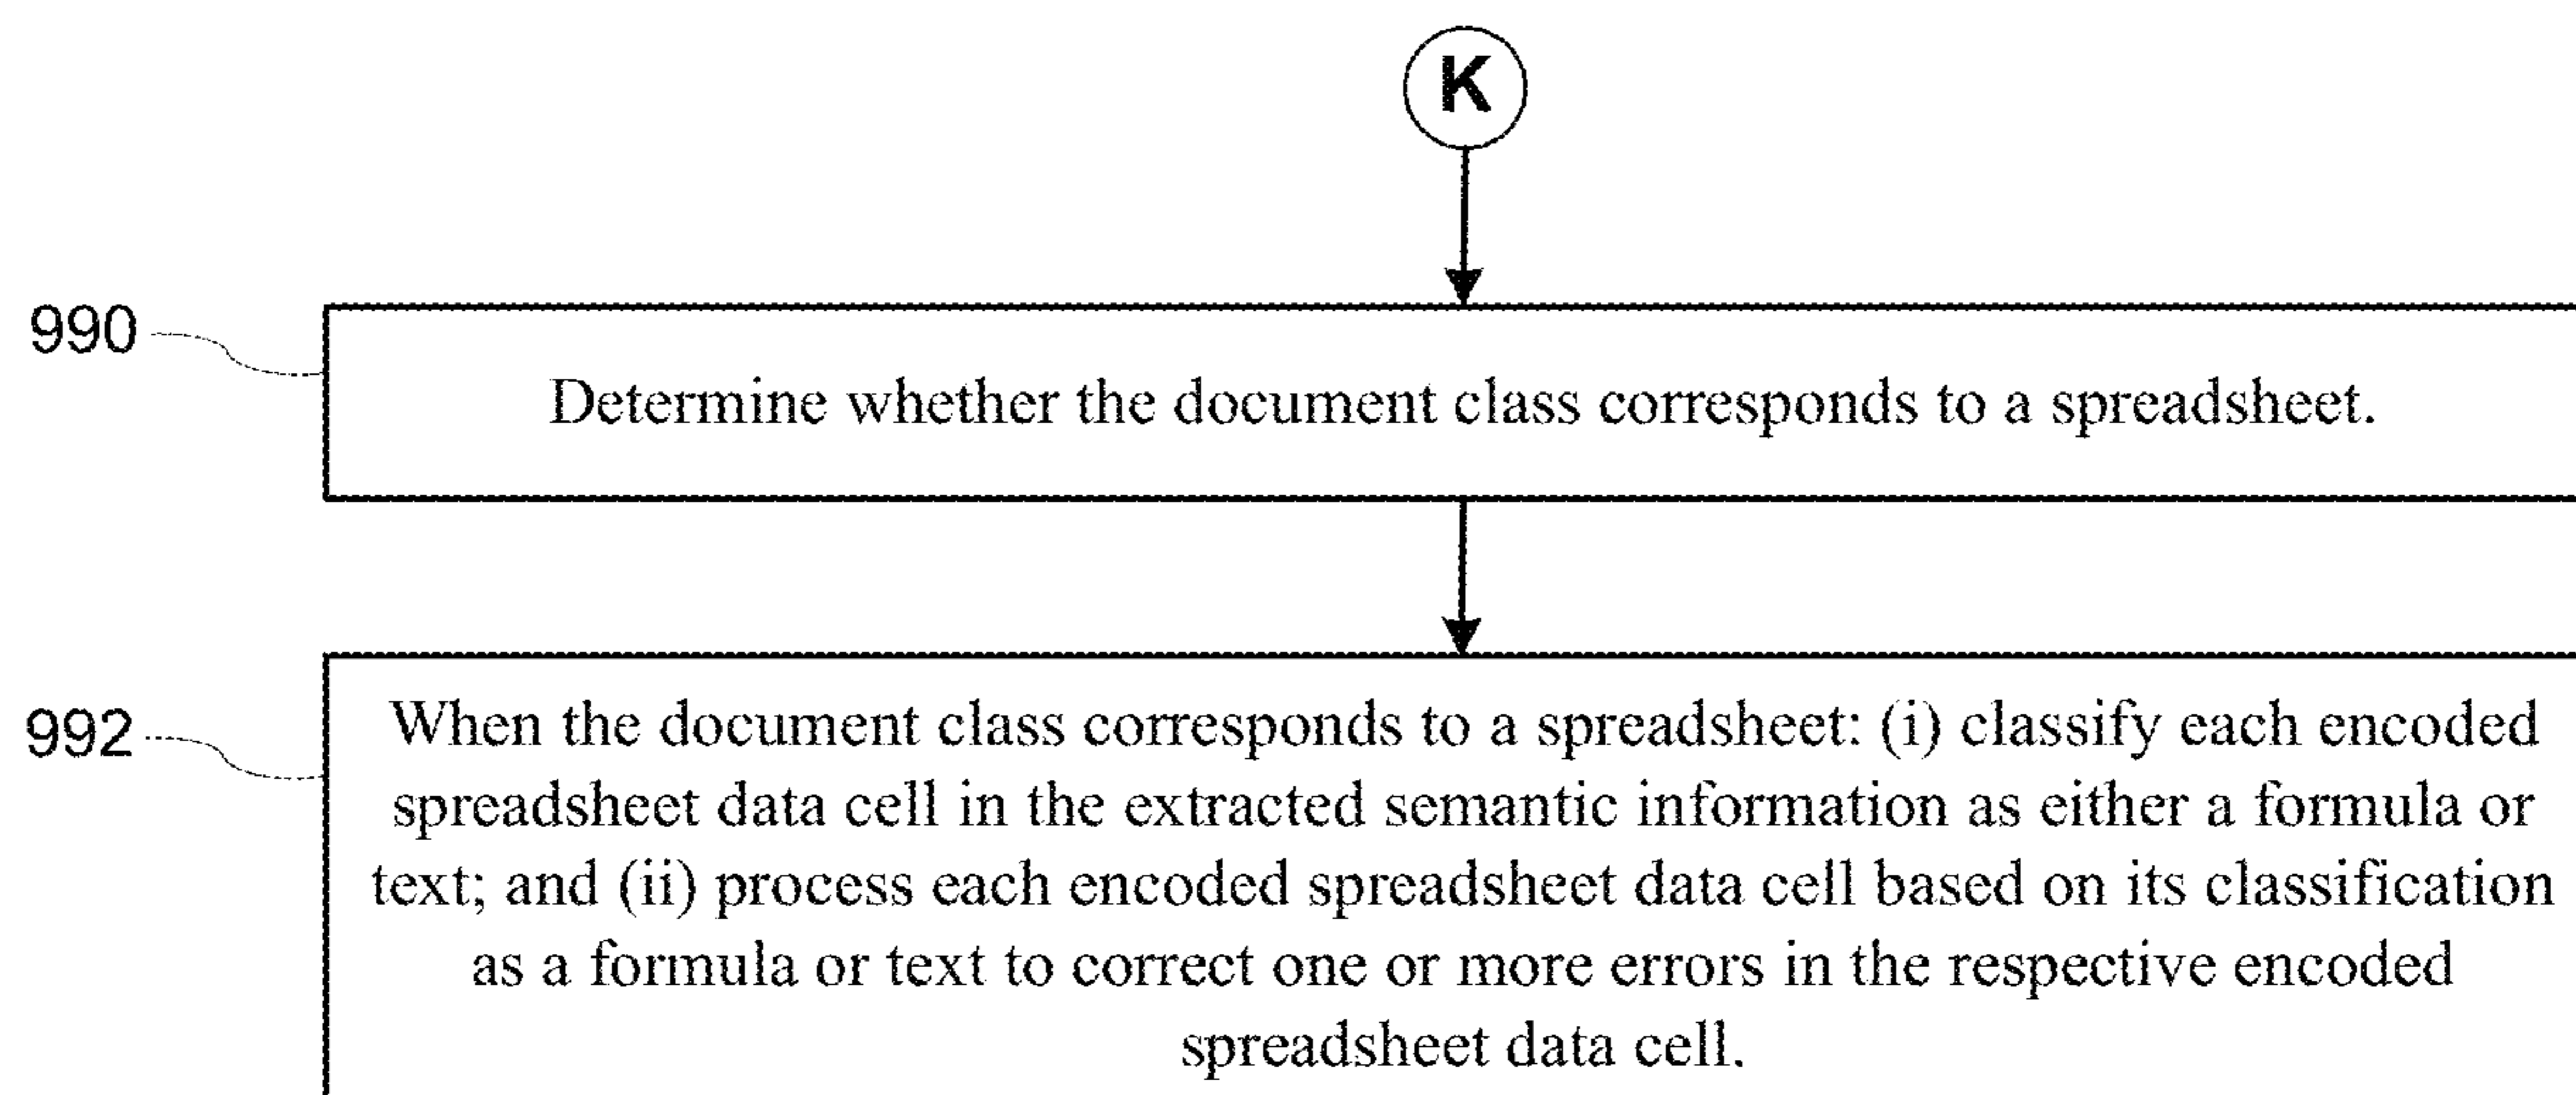 K
990
Determine whether the document class corresponds to a spreadsheet.
992
When the document class corresponds to a spreadsheet: (i) classify each encoded
spreadsheet data cell in the extracted semantic information as either a formula or
text; and (ii) process each encoded spreadsheet data cell based on its classification
as a formula or text to correct one or more errors in the respective encoded
spreadsheet data cell.